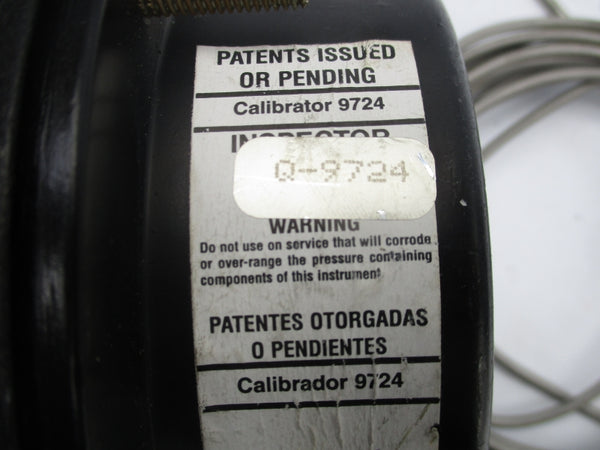 PATENTS ISSUED
OR PENDING
Calibrator 9724
INSPECTOR
Q-9724
WARNING
Do not use on service that will corrode
or over-range the pressure containing
components of this instrument
PATENTES OTORGADAS
O PENDIENTES
Calibrador 9724